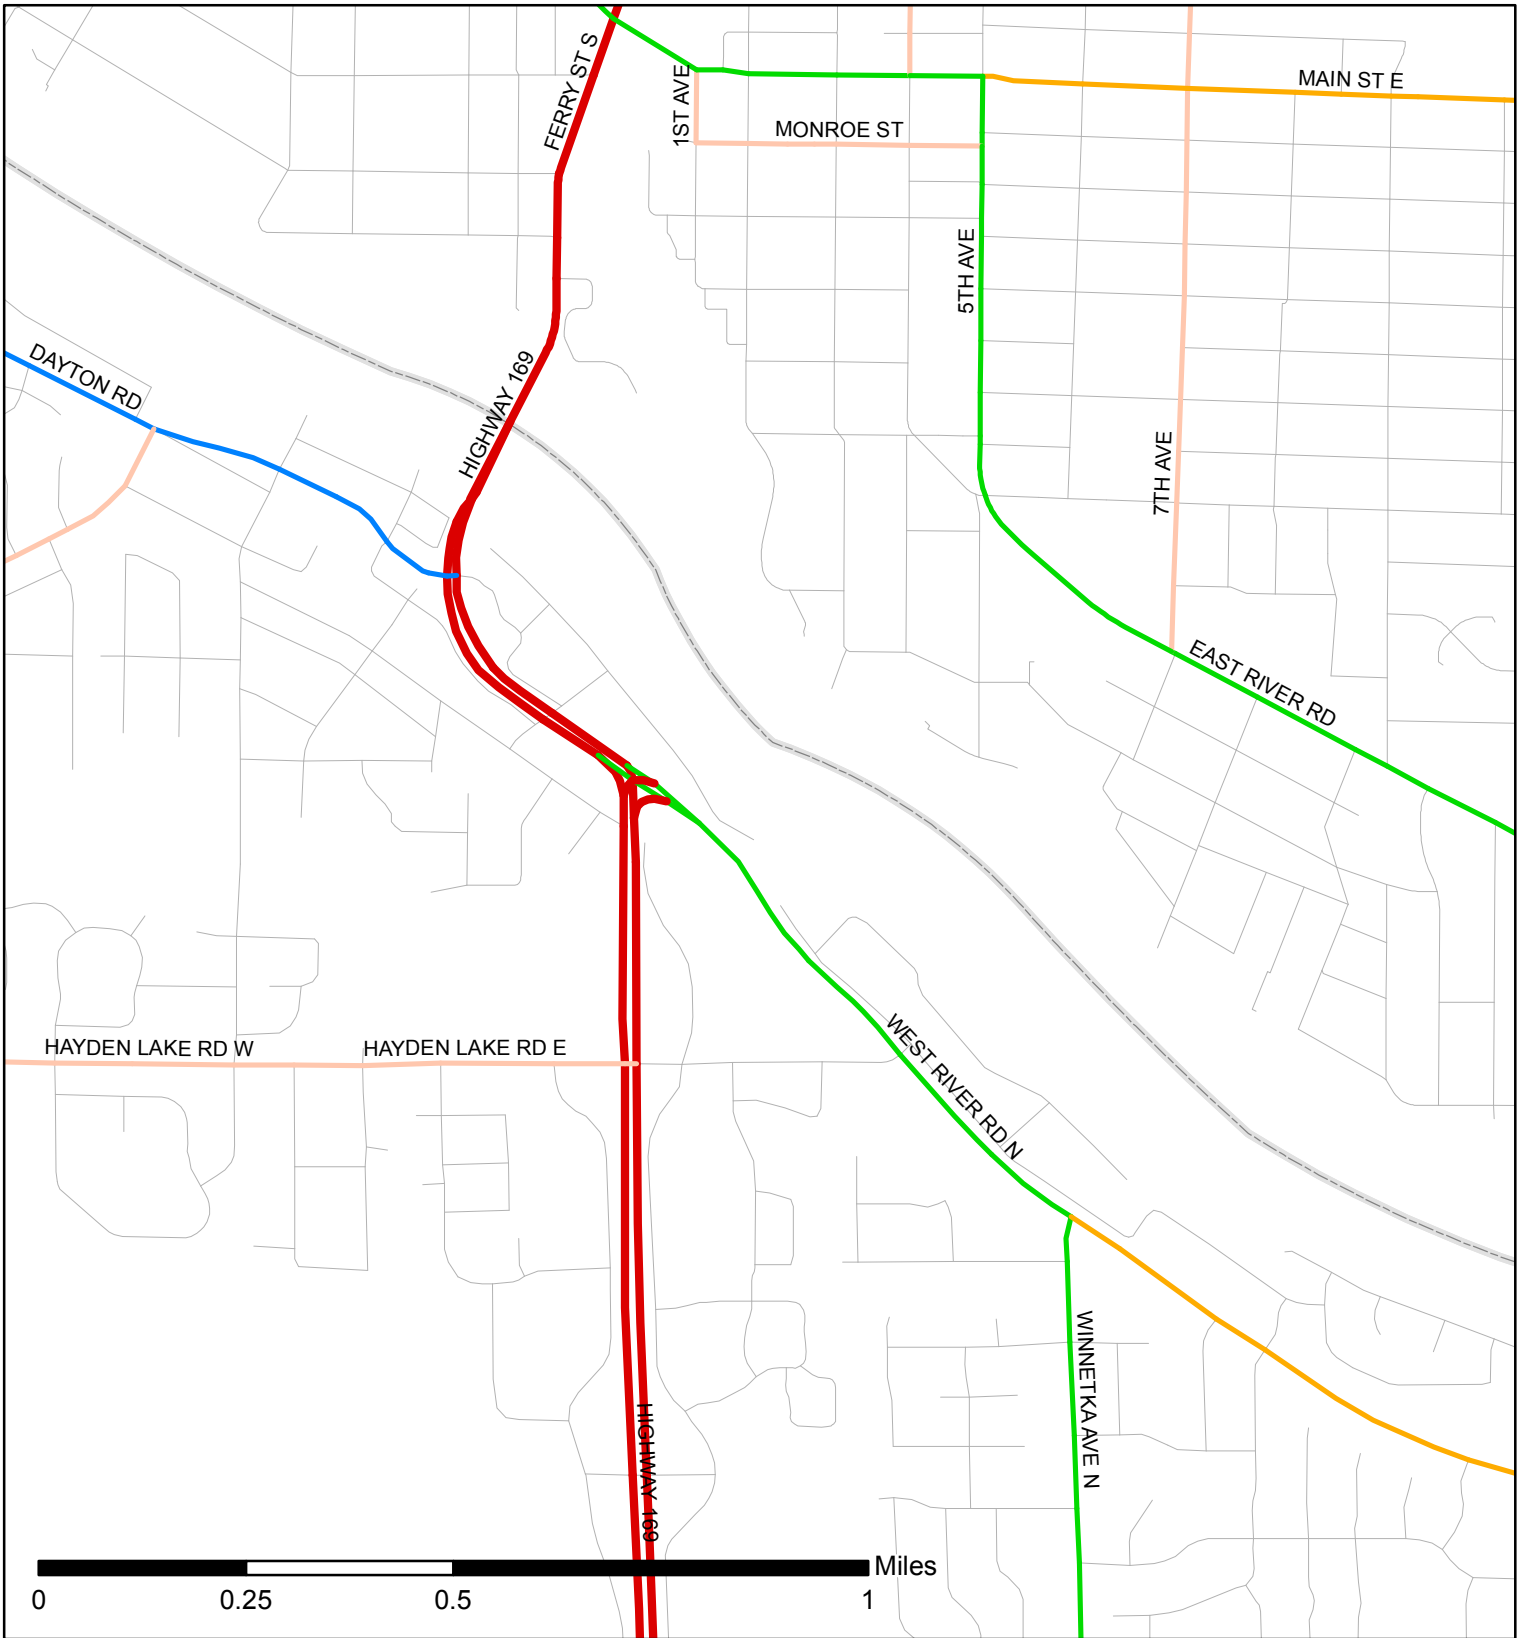 FERRY ST S
1ST AVE
MAIN ST E
MONROE ST
5TH AVE
DAYTON RD
HIGHWAY 169
7TH AVE
EAST RIVER RD
HAYDEN LAKE RD W
HAYDEN LAKE RD E
WEST RIVER RD N
WINNETKA AVE N
HIGHWAY 169
Miles
0 0.25 0.5 1